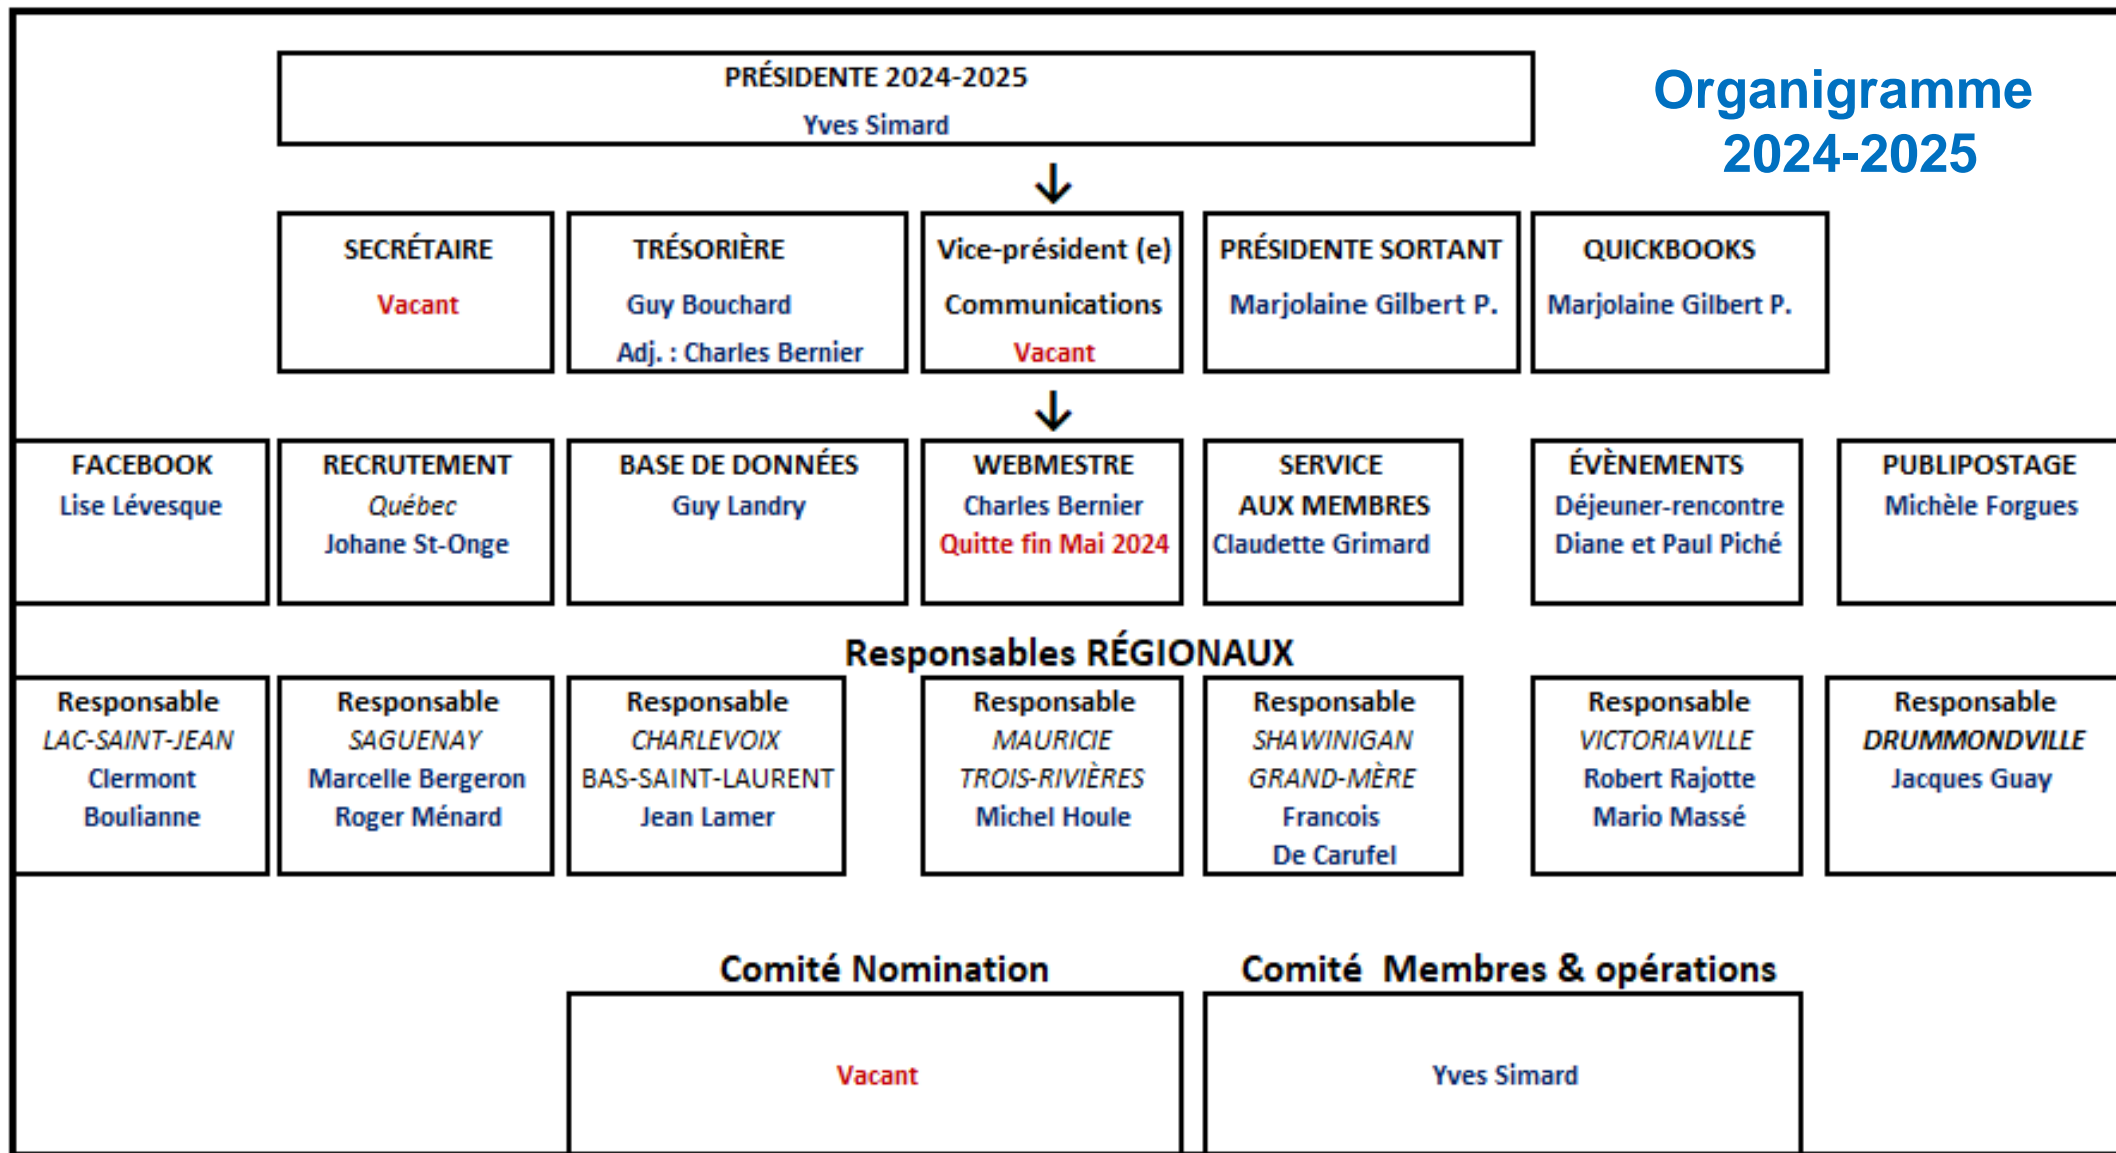 PRÉSIDENTE 2024-2025
Yves Simard
Organigramme
2024-2025
SECRÉTAIRE
Vacant
TRÉSORIÈRE
Guy Bouchard
Adj. : Charles Bernier
Vice-président (e)
Communications
Vacant
PRÉSIDENTE SORTANT
Marjolaine Gilbert P.
QUICKBOOKS
Marjolaine Gilbert P.
FACEBOOK
Lise Lévesque
RECRUTEMENT
Québec
Johane St-Onge
BASE DE DONNÉES
Guy Landry
WEBMESTRE
Charles Bernier
Quitte fin Mai 2024
SERVICE
AUX MEMBRES
Claudette Grimard
ÉVÈNEMENTS
Déjeuner-rencontre
Diane et Paul Piché
PUBLIPOSTAGE
Michèle Forgues
Responsables RÉGIONAUX
Responsable
LAC-SAINT-JEAN
Clermont
Boulianne
Responsable
SAGUENAY
Marcelle Bergeron
Roger Ménard
Responsable
CHARLEVOIX
BAS-SAINT-LAURENT
Jean Lamer
Responsable
MAURICIE
TROIS-RIVIÈRES
Michel Houle
Responsable
SHAWINIGAN
GRAND-MÈRE
Francois
De Carufel
Responsable
VICTORIAVILLE
Robert Rajotte
Mario Massé
Responsable
DRUMMONDVILLE
Jacques Guay
Comité Nomination
Vacant
Comité  Membres & opérations
Yves Simard